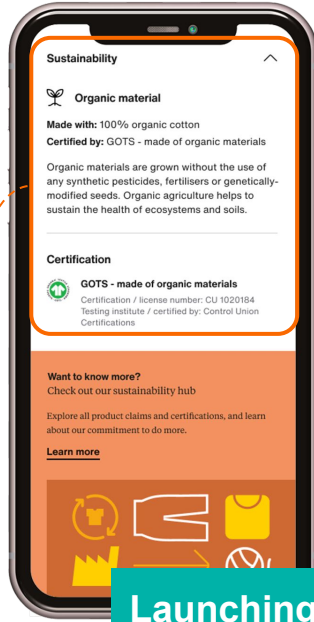 Sustainability
Organic material
Made with: 100% organic cotton
Certified by: GOTS - made of organic materials
Organic materials are grown without the use of
any synthetic pesticides, fertilisers or genetically-
modified seeds. Organic agriculture helps to
sustain the health of ecosystems and soils.
Certification
GOTS - made of organic materials
Certification / license number: CU 1020184
Testing institute / certified by: Control Union
Certifications
Want to know more?
Check out our sustainability hub
Explore all product claims and certifications, and learn
about our commitment to do more.
Learn more
Launching